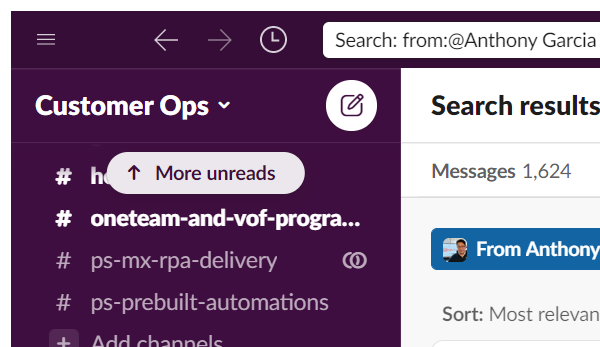 Search: from:@Anthony Garcia
Customer Ops
Search results
More unreads
Messages 1,624
# oneteam-and-vof-progra...
From Anthony
# ps-mx-rpa-delivery
# ps-prebuilt-automations
Sort: Most relevan
+ Add channels